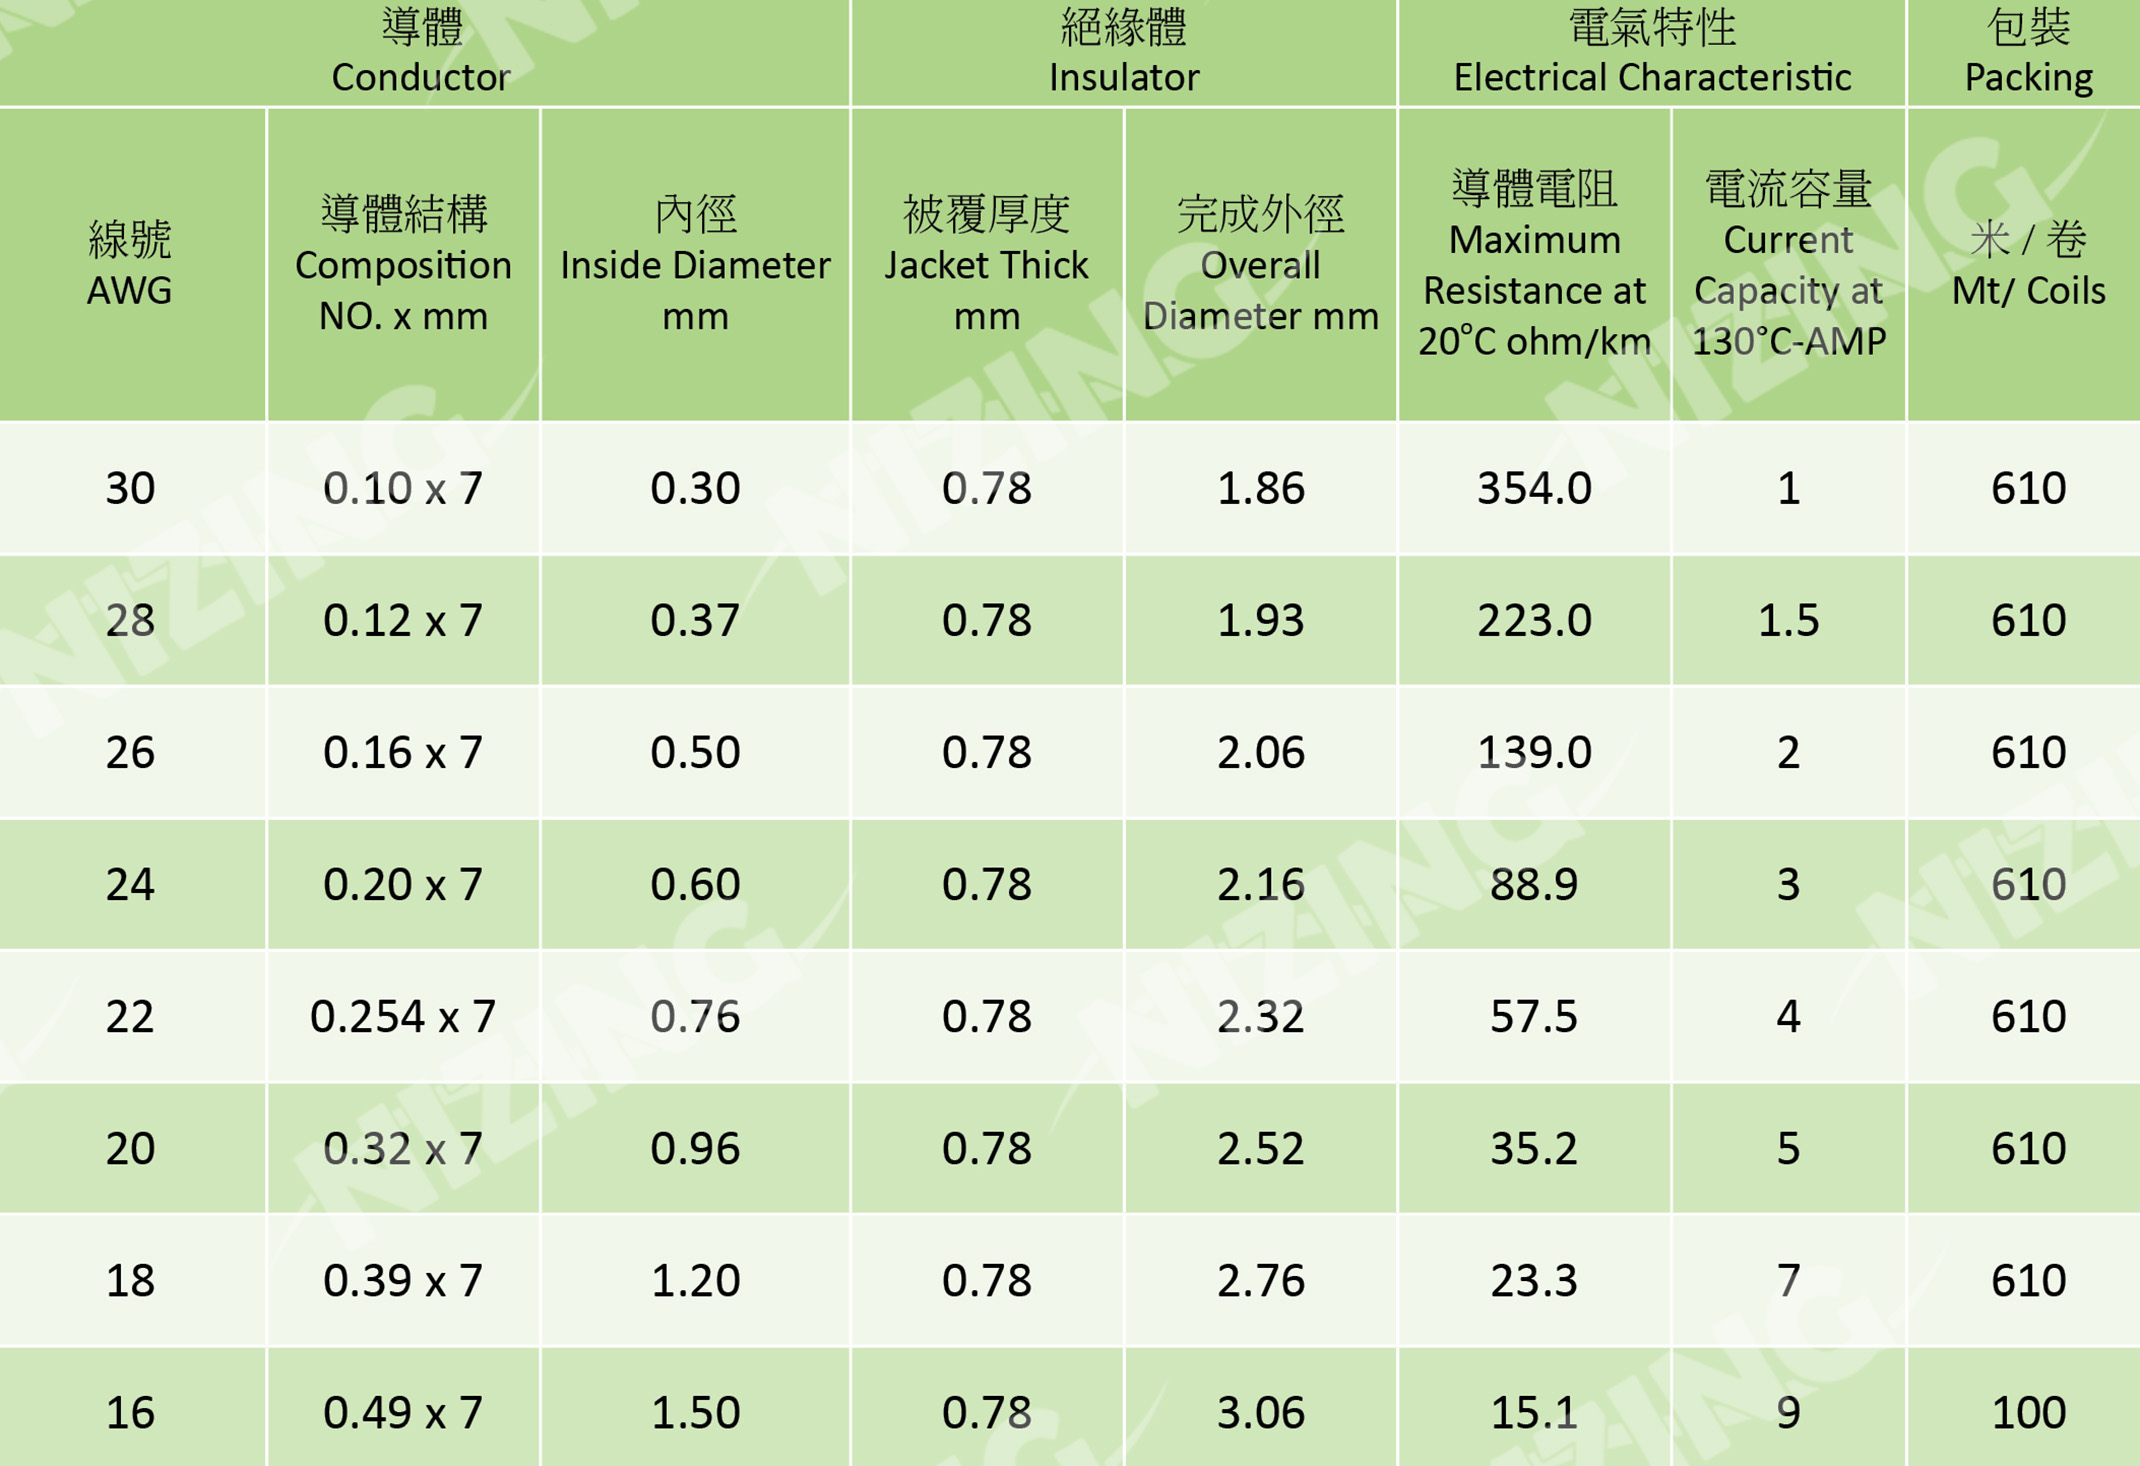 導體
Conductor
絕緣體
Insulator
電氣特性
Electrical Characteristic
包裝
Packing
線號
AWG
導體結構
Composition
NO. x mm
內徑
Inside Diameter
mm
被覆厚度
Jacket Thick
mm
完成外徑
Overall
Diameter mm
導體電阻
Maximum
Resistance at
20°C ohm/km
電流容量
Current
Capacity at
130°C-AMP
米 / 卷
Mt/ Coils
30 0.10 x 7 0.30 0.78 1.86 354.0 1 610
28 0.12 x 7 0.37 0.78 1.93 223.0 1.5 610
26 0.16 x 7 0.50 0.78 2.06 139.0 2 610
24 0.20 x 7 0.60 0.78 2.16 88.9 3 610
22 0.254 x 7 0.76 0.78 2.32 57.5 4 610
20 0.32 x 7 0.96 0.78 2.52 35.2 5 610
18 0.39 x 7 1.20 0.78 2.76 23.3 7 610
16 0.49 x 7 1.50 0.78 3.06 15.1 9 100
NIZING
NIZING
NIZING
NIZING
NIZING
NIZING
NIZING